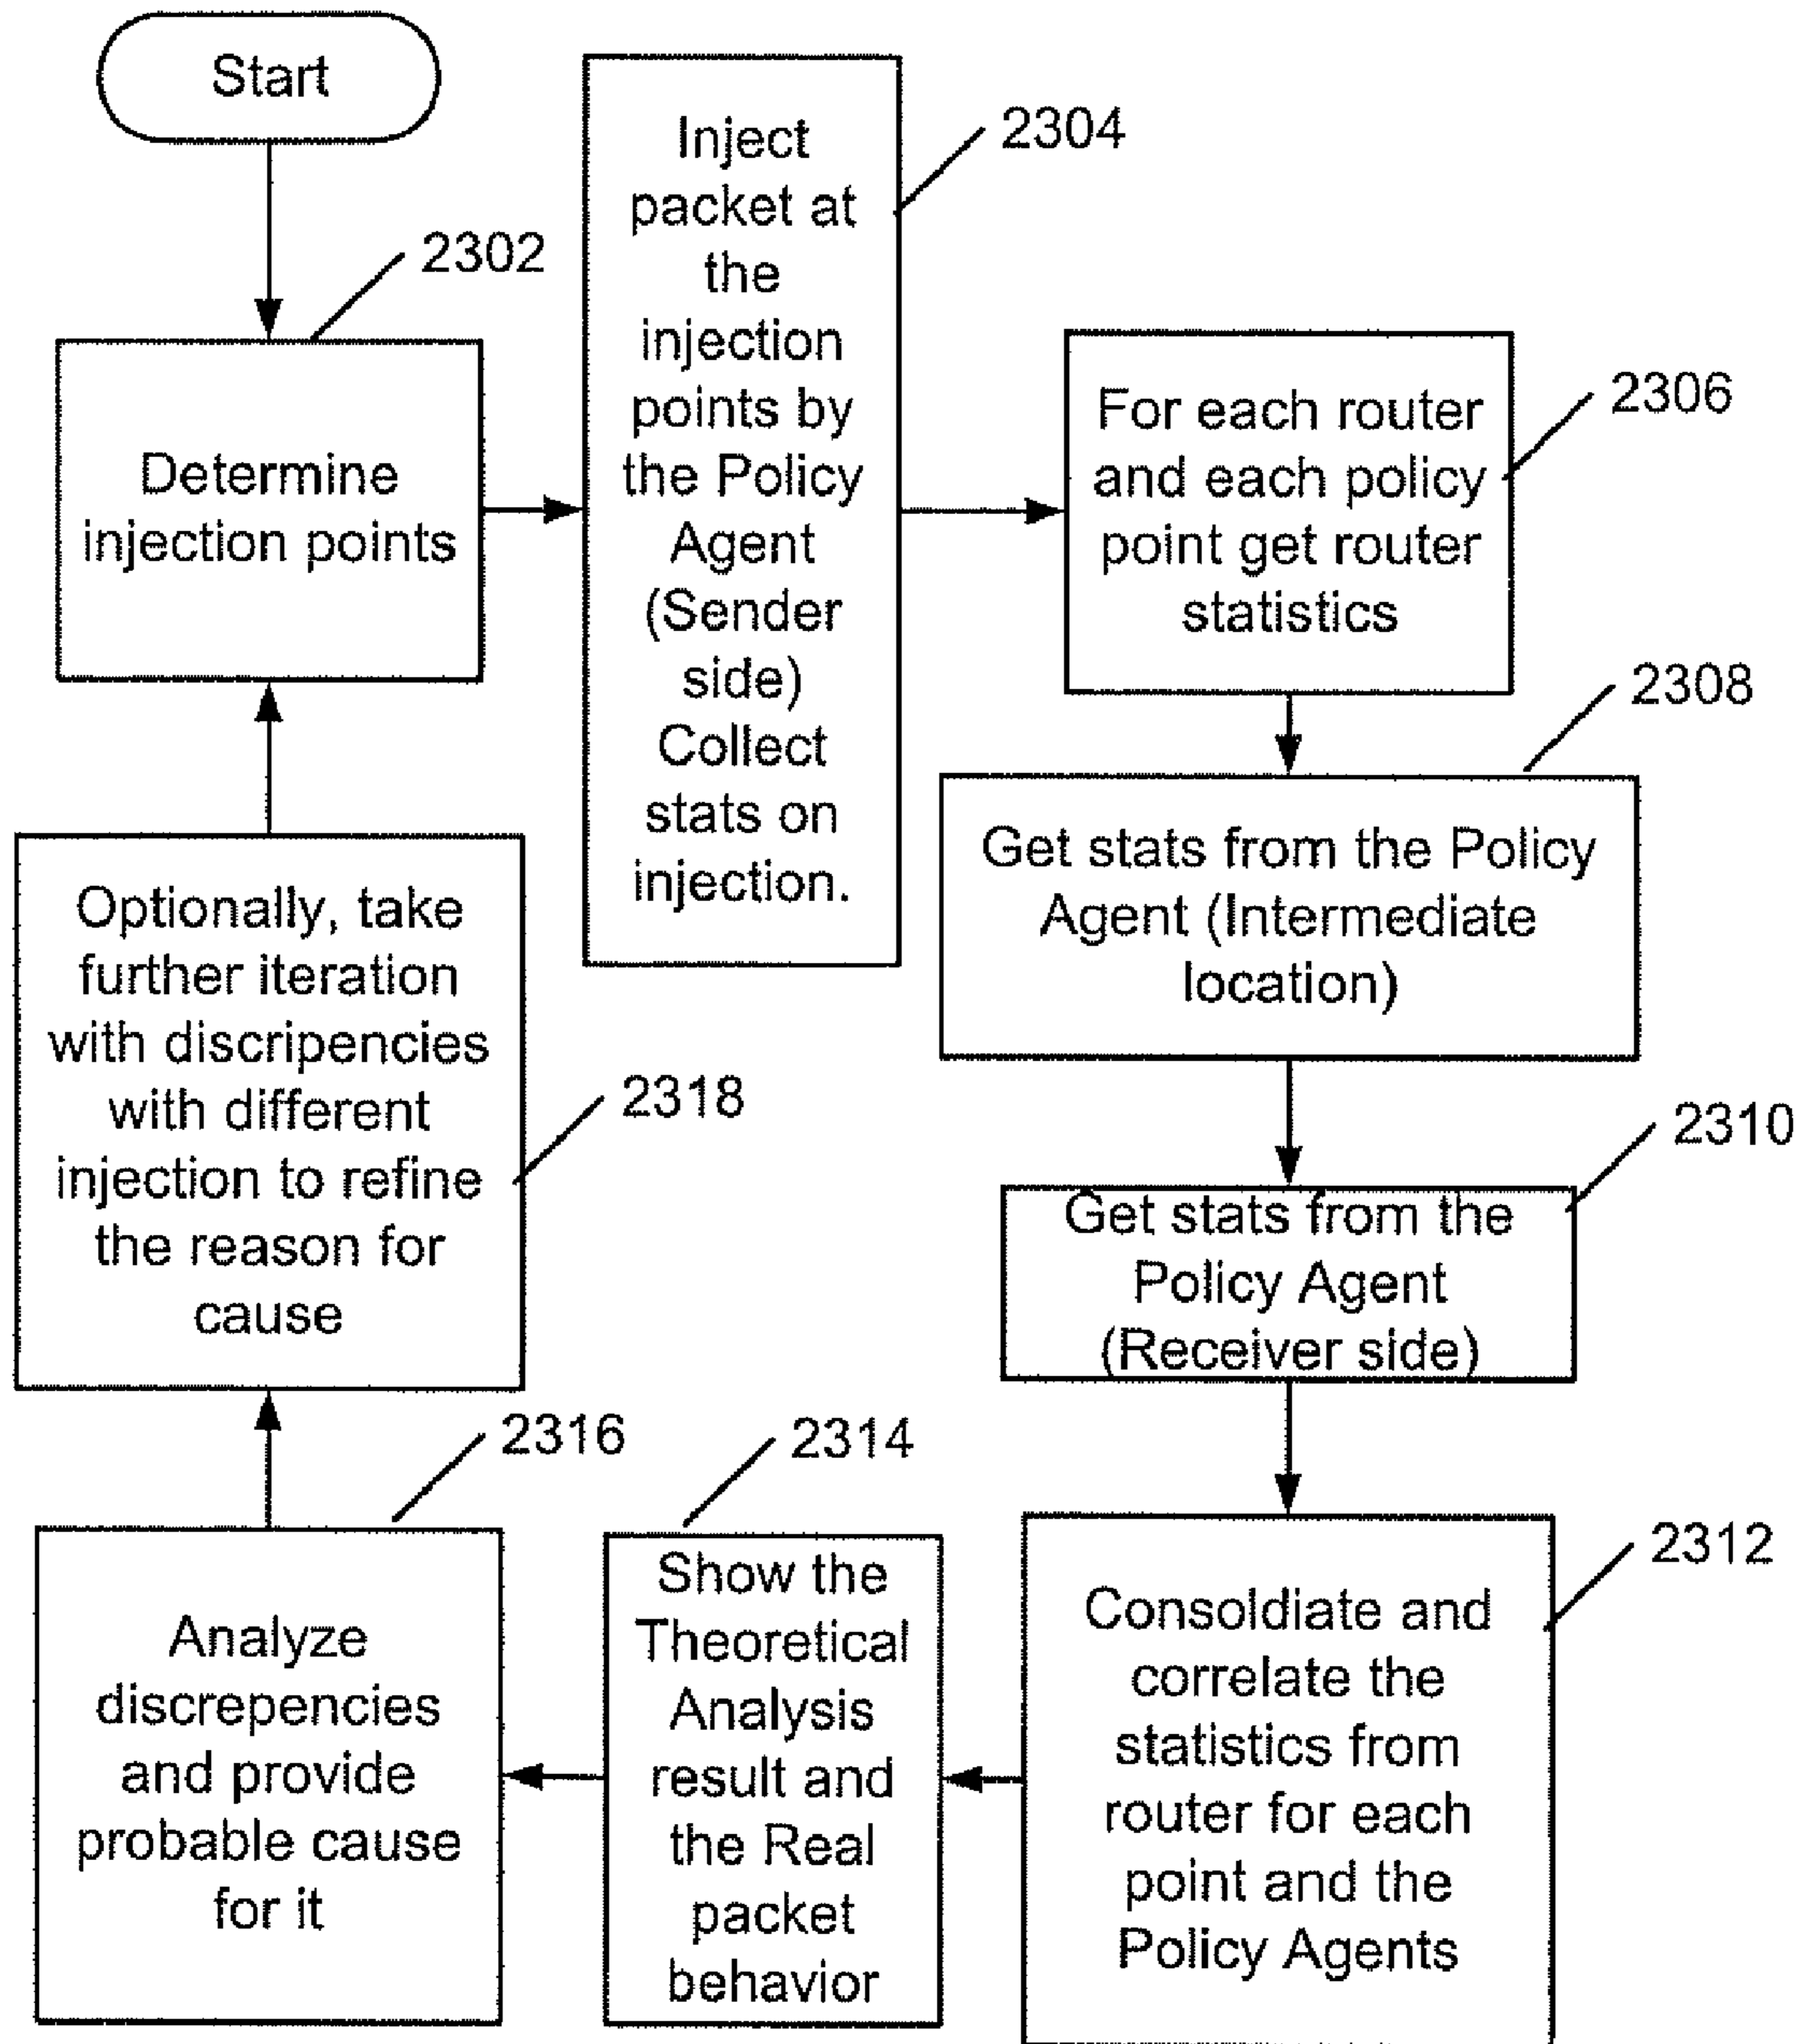 Start
2302
Determine
injection points
2304
Inject
packet at
the
injection
points by
the Policy
Agent
(Sender
side)
Collect
stats on
injection.
2306
For each router
and each policy
point get router
statistics
2308
Get stats from the Policy
Agent (Intermediate
location)
2310
Get stats from the
Policy Agent
(Receiver side)
2312
Consoldiate and
correlate the
statistics from
router for each
point and the
Policy Agents
2314
Show the
Theoretical
Analysis
result and
the Real
packet
behavior
2316
Analyze
discrepencies
and provide
probable cause
for it
2318
Optionally, take
further iteration
with discripencies
with different
injection to refine
the reason for
cause